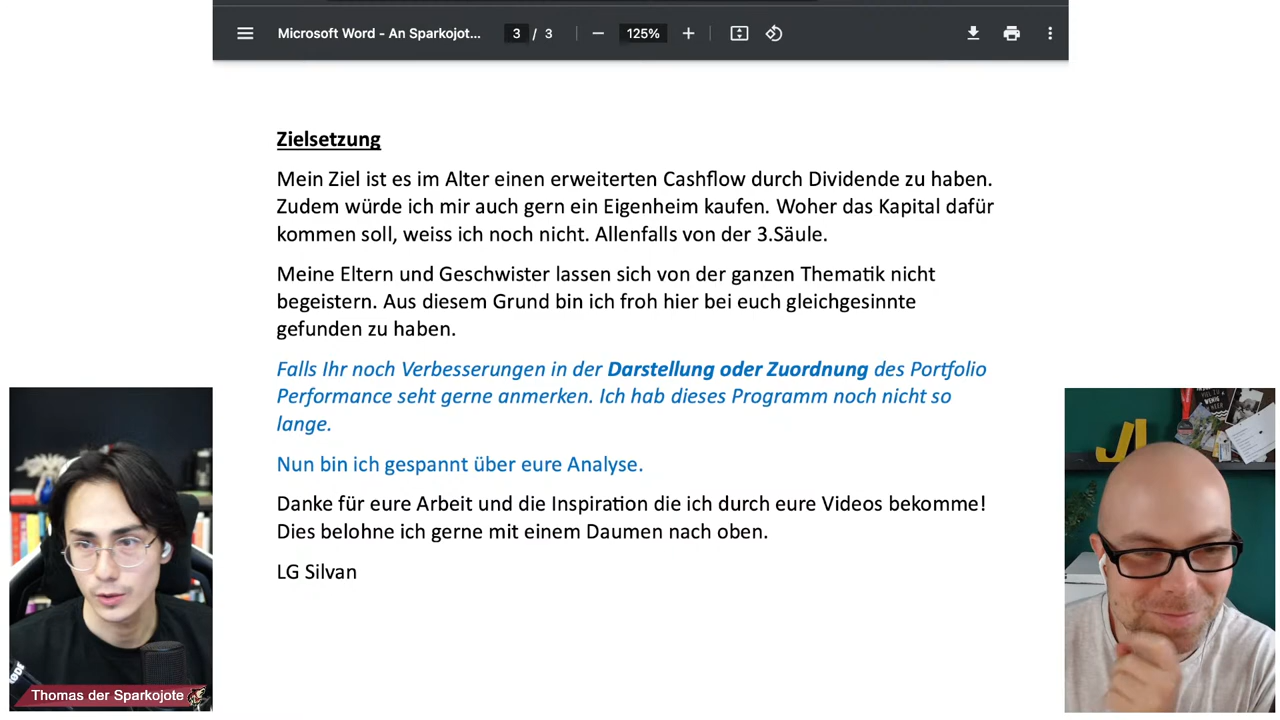 Microsoft Word - An Sparkojot... 3 / 3 125%
Zielsetzung
Mein Ziel ist es im Alter einen erweiterten Cashflow durch Dividende zu haben.
Zudem würde ich mir auch gern ein Eigenheim kaufen. Woher das Kapital dafür
kommen soll, weiss ich noch nicht. Allenfalls von der 3.Säule.
Meine Eltern und Geschwister lassen sich von der ganzen Thematik nicht
begeistern. Aus diesem Grund bin ich froh hier bei euch gleichgesinnte
gefunden zu haben.
Falls Ihr noch Verbesserungen in der Darstellung oder Zuordnung des Portfolio
Performance seht gerne anmerken. Ich hab dieses Programm noch nicht so
lange.
Nun bin ich gespannt über eure Analyse.
Danke für eure Arbeit und die Inspiration die ich durch eure Videos bekomme!
Dies belohne ich gerne mit einem Daumen nach oben.
LG Silvan
Thomas der Sparkojote